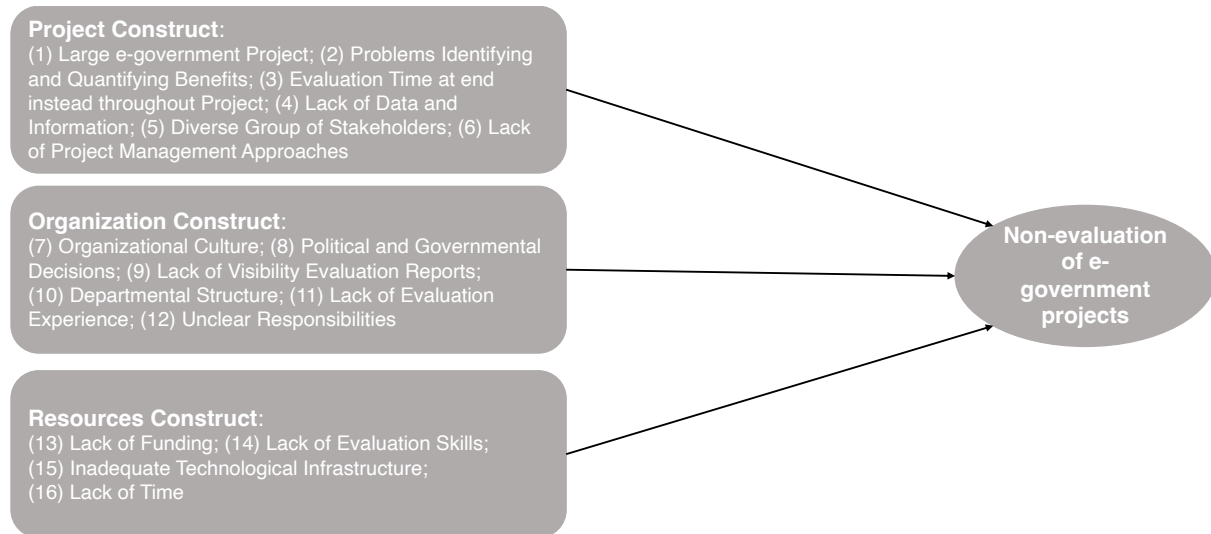 Project Construct:
(1) Large e-government Project; (2) Problems Identifying
and Quantifying Benefits; (3) Evaluation Time at end
instead throughout Project; (4) Lack of Data and
Information; (5) Diverse Group of Stakeholders; (6) Lack
of Project Management Approaches
Organization Construct:
(7) Organizational Culture; (8) Political and Governmental
Decisions; (9) Lack of Visibility Evaluation Reports;
(10) Departmental Structure; (11) Lack of Evaluation
Experience; (12) Unclear Responsibilities
Resources Construct:
(13) Lack of Funding; (14) Lack of Evaluation Skills;
(15) Inadequate Technological Infrastructure;
(16) Lack of Time
Non-evaluation
of e-
government
projects